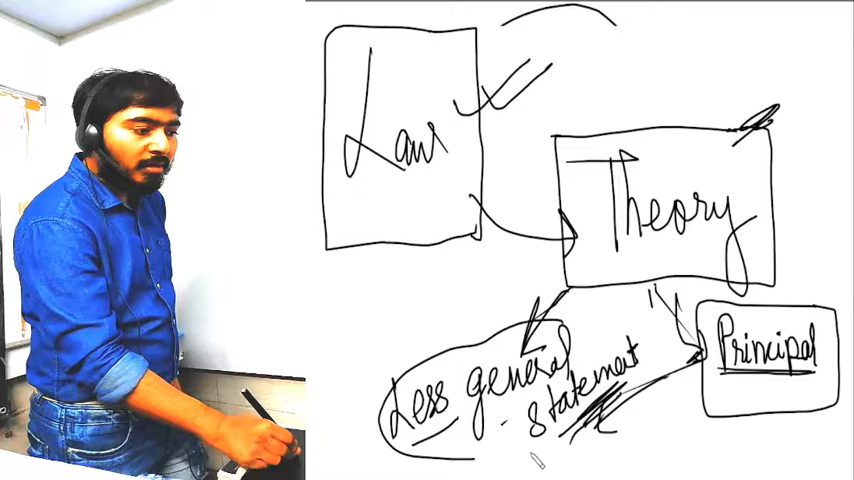 Law
Theory
Principal
Less general
statement